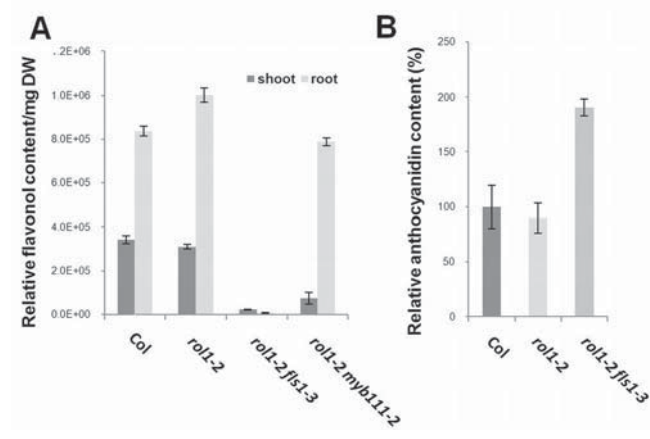 A
Relative flavonol content/mg DW
.2E+06
1.0E+06
8.0E+05
6.0E+05
4.0E+05
2.0E+05
0.0E+00
shoot root
Col
rol1-2
rol1-2 fls1-3
rol1-2 myb111-2
B
Relative anthocyanidin content (%)
250
200
150
100
50
0
Col
rol1-2
rol1-2 fls1-3